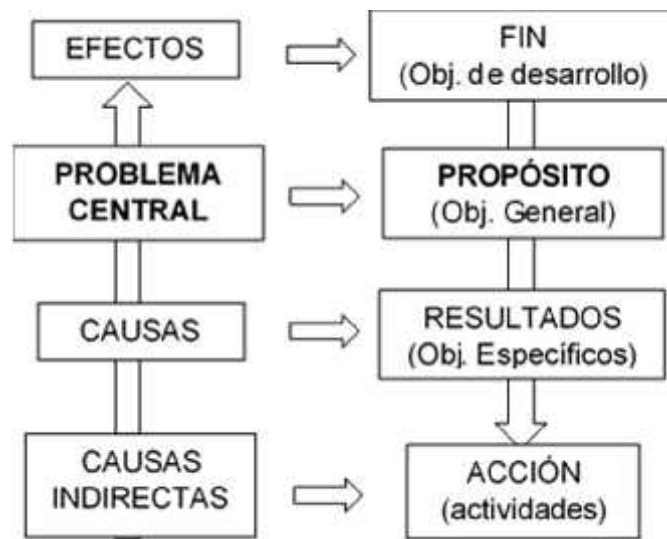 EFECTOS
FIN
(Obj. de desarrollo)
PROBLEMA
CENTRAL
PROPÓSITO
(Obj. General)
CAUSAS
RESULTADOS
(Obj. Específicos)
CAUSAS
INDIRECTAS
ACCIÓN
(actividades)